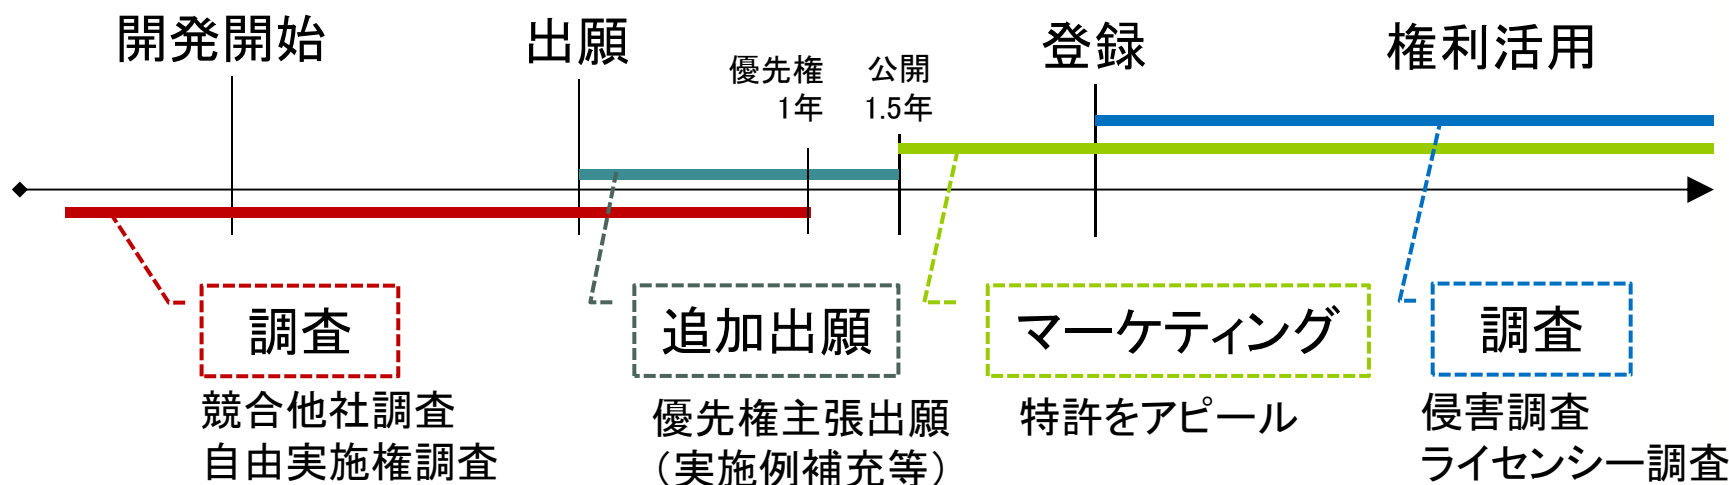 開発開始
出願
優先権
1年
公開
1.5年
登録
権利活用
調査
競合他社調査
自由実施権調査
追加出願
優先権主張出願
（実施例補充等）
マーケティング
特許をアピール
調査
侵害調査
ライセンシー調査